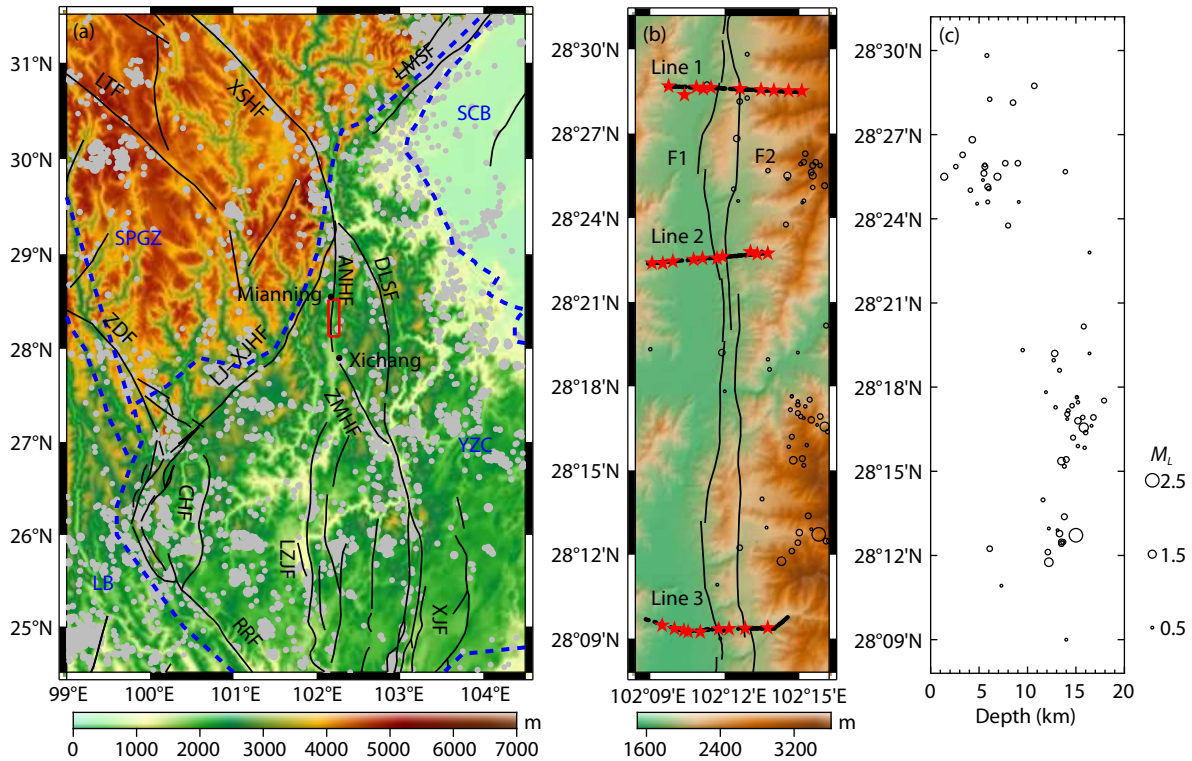 (a)
31°N
30°N
29°N
28°N
27°N
26°N
25°N
99°E
100°E
101°E
102°E
103°E
104°E
LTF
XSHF
LMSF
SCB
SPGZ
ANHF
DLSF
Mianning
ZDF
LJ-XJHF
Xichang
ZMHF
YZC
CHF
LZJF
LB
RRF
XJF
0
1000
2000
3000
4000
5000
6000
7000
m
(b)
28°30′N
28°27′N
28°24′N
28°21′N
28°18′N
28°15′N
28°12′N
28°09′N
102°09′E
102°12′E
102°15′E
Line 1
F1
F2
Line 2
Line 3
1600
2400
3200
m
(c)
28°30′N
28°27′N
28°24′N
28°21′N
28°18′N
28°15′N
28°12′N
28°09′N
0
5
10
15
20
Depth (km)
M_L
2.5
1.5
0.5